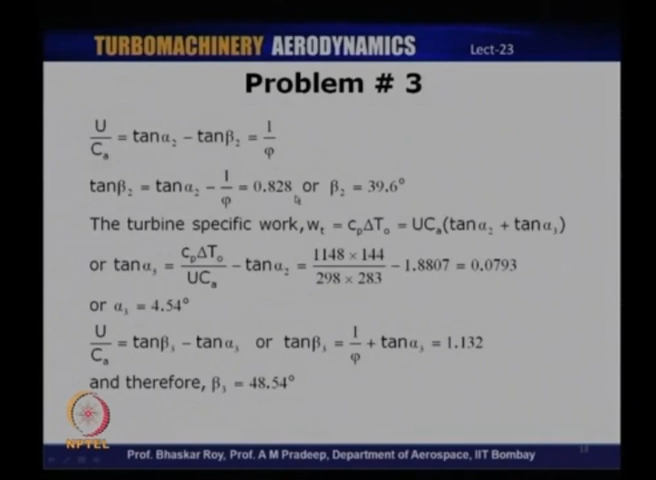 TURBOMACHINERY AERODYNAMICS Lect-23
Problem # 3
U/Cₐ = tanα₂ − tanβ₂ = 1/φ
tanβ₂ = tanα₂ − 1/φ = 0.828 or β₂ = 39.6°
The turbine specific work, wₜ = cₚΔTₒ = UCₐ(tanα₂ + tanα₃)
or tanα₃ = cₚΔTₒ/UCₐ − tanα₂ = 1148 × 144/298 × 283 − 1.8807 = 0.0793
or α₃ = 4.54°
U/Cₐ = tanβ₃ − tanα₃ or tanβ₃ = 1/φ + tanα₃ = 1.132
and therefore, β₃ = 48.54°
NPTEL
Prof. Bhaskar Roy, Prof. A M Pradeep, Department of Aerospace, IIT Bombay